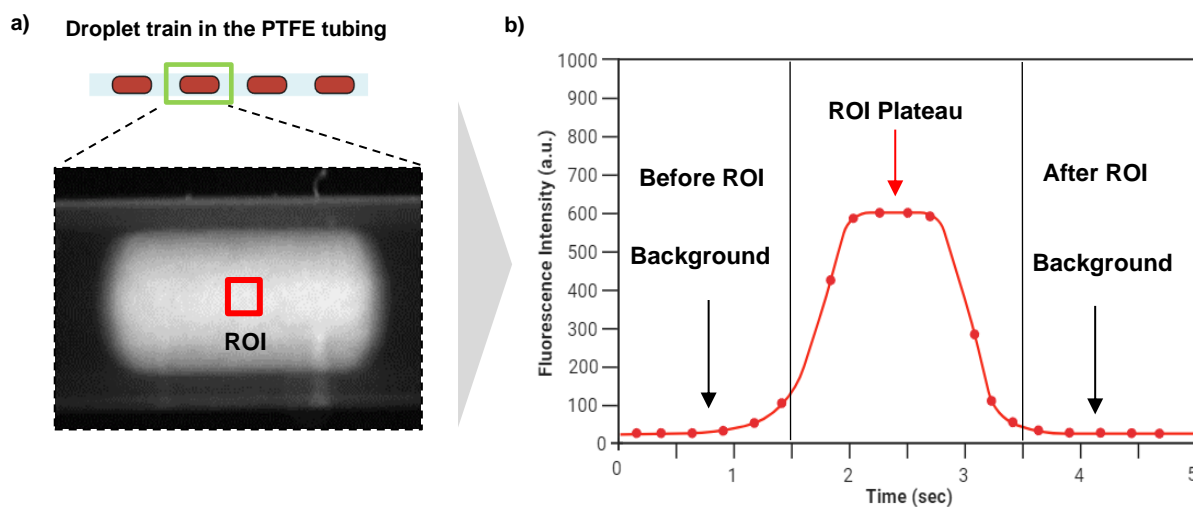 a)
Droplet train in the PTFE tubing
ROI
b)
Fluorescence Intensity (a.u.)
1000
900
800
700
600
500
400
300
200
100
0
Before ROI
Background
ROI Plateau
After ROI
Background
0
1
2
3
4
5
Time (sec)